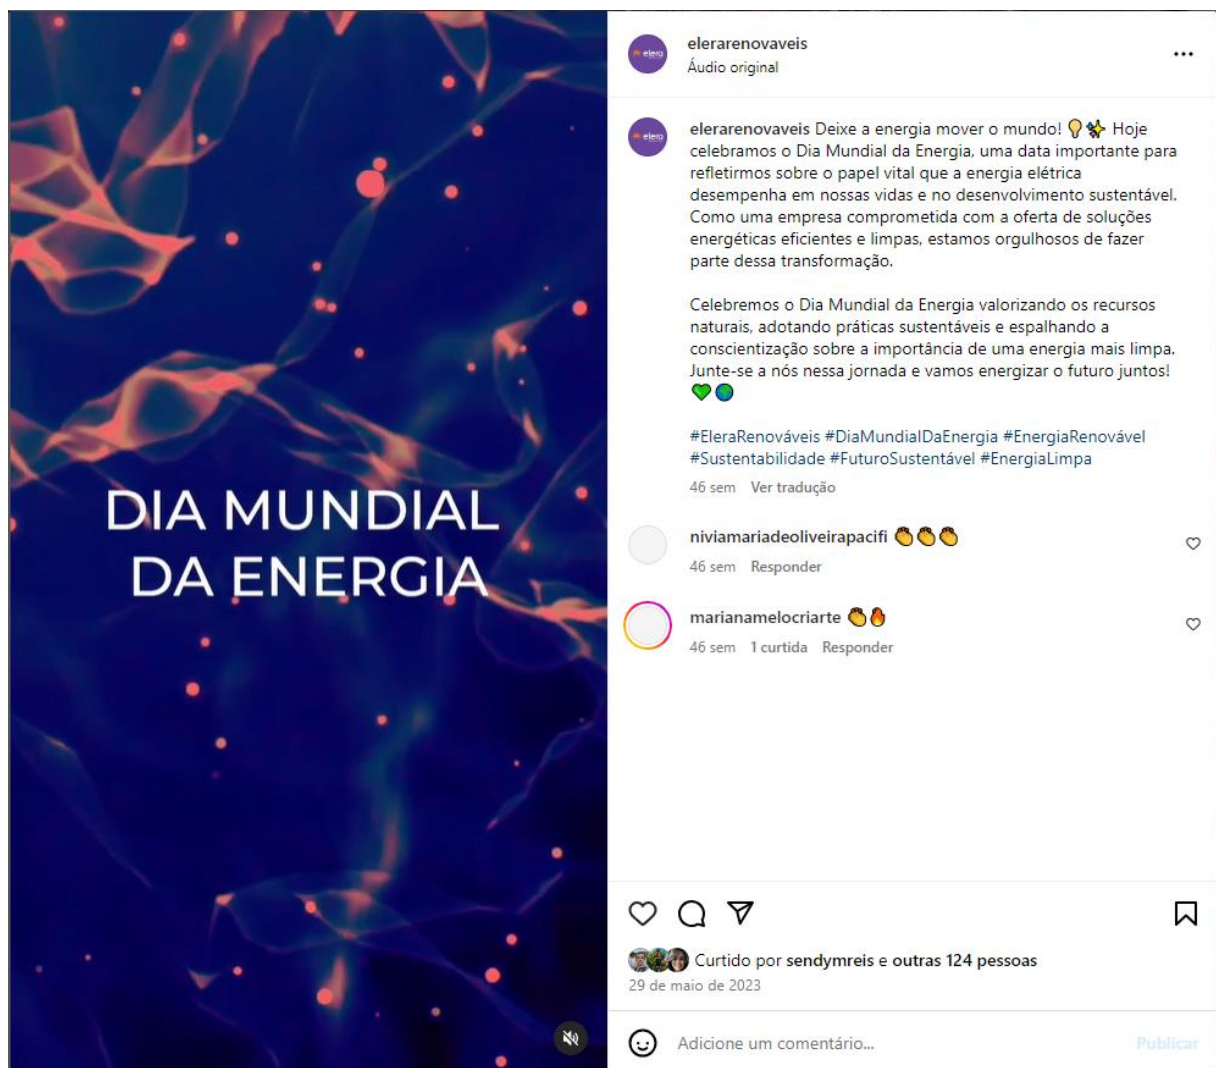 DIA MUNDIAL
DA ENERGIA
elera
elerarenovaveis
Áudio original
elera
elerarenovaveis Deixe a energia mover o mundo! 💡✨ Hoje
celebramos o Dia Mundial da Energia, uma data importante para
refletirmos sobre o papel vital que a energia elétrica
desempenha em nossas vidas e no desenvolvimento sustentável.
Como uma empresa comprometida com a oferta de soluções
energéticas eficientes e limpas, estamos orgulhosos de fazer
parte dessa transformação.
Celebremos o Dia Mundial da Energia valorizando os recursos
naturais, adotando práticas sustentáveis e espalhando a
conscientização sobre a importância de uma energia mais limpa.
Junte-se a nós nessa jornada e vamos energizar o futuro juntos!
💚🌎
#EleraRenováveis #DiaMundialDaEnergia #EnergiaRenovável
#Sustentabilidade #FuturoSustentável #EnergiaLimpa
46 sem Ver tradução
niviamariadeoliveirapacifi 👏👏👏
46 sem Responder
marianamelocriarte 👏🔥
46 sem 1 curtida Responder
Curtido por sendymreis e outras 124 pessoas
29 de maio de 2023
Adicione um comentário... Publicar